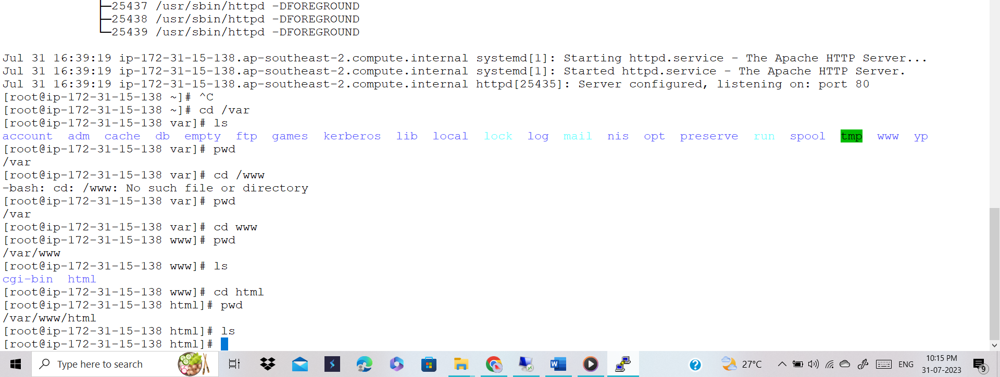 ├─25437 /usr/sbin/httpd -DFOREGROUND
├─25438 /usr/sbin/httpd -DFOREGROUND
└─25439 /usr/sbin/httpd -DFOREGROUND
Jul 31 16:39:19 ip-172-31-15-138.ap-southeast-2.compute.internal systemd[1]: Starting httpd.service - The Apache HTTP Server...
Jul 31 16:39:19 ip-172-31-15-138.ap-southeast-2.compute.internal systemd[1]: Started httpd.service - The Apache HTTP Server.
Jul 31 16:39:19 ip-172-31-15-138.ap-southeast-2.compute.internal httpd[25435]: Server configured, listening on: port 80
[root@ip-172-31-15-138 ~]# ^C
[root@ip-172-31-15-138 ~]# cd /var
[root@ip-172-31-15-138 var]# ls
account  adm  cache  db  empty  ftp  games  kerberos  lib  local  lock  log  mail  nis  opt  preserve  run  spool  tmp  www  yp
[root@ip-172-31-15-138 var]# pwd
/var
[root@ip-172-31-15-138 var]# cd /www
-bash: cd: /www: No such file or directory
[root@ip-172-31-15-138 var]# pwd
/var
[root@ip-172-31-15-138 var]# cd www
[root@ip-172-31-15-138 www]# pwd
/var/www
[root@ip-172-31-15-138 www]# ls
cgi-bin  html
[root@ip-172-31-15-138 www]# cd html
[root@ip-172-31-15-138 html]# pwd
/var/www/html
[root@ip-172-31-15-138 html]# ls
[root@ip-172-31-15-138 html]#
Type here to search
27°C
ENG
10:15 PM
31-07-2023
9